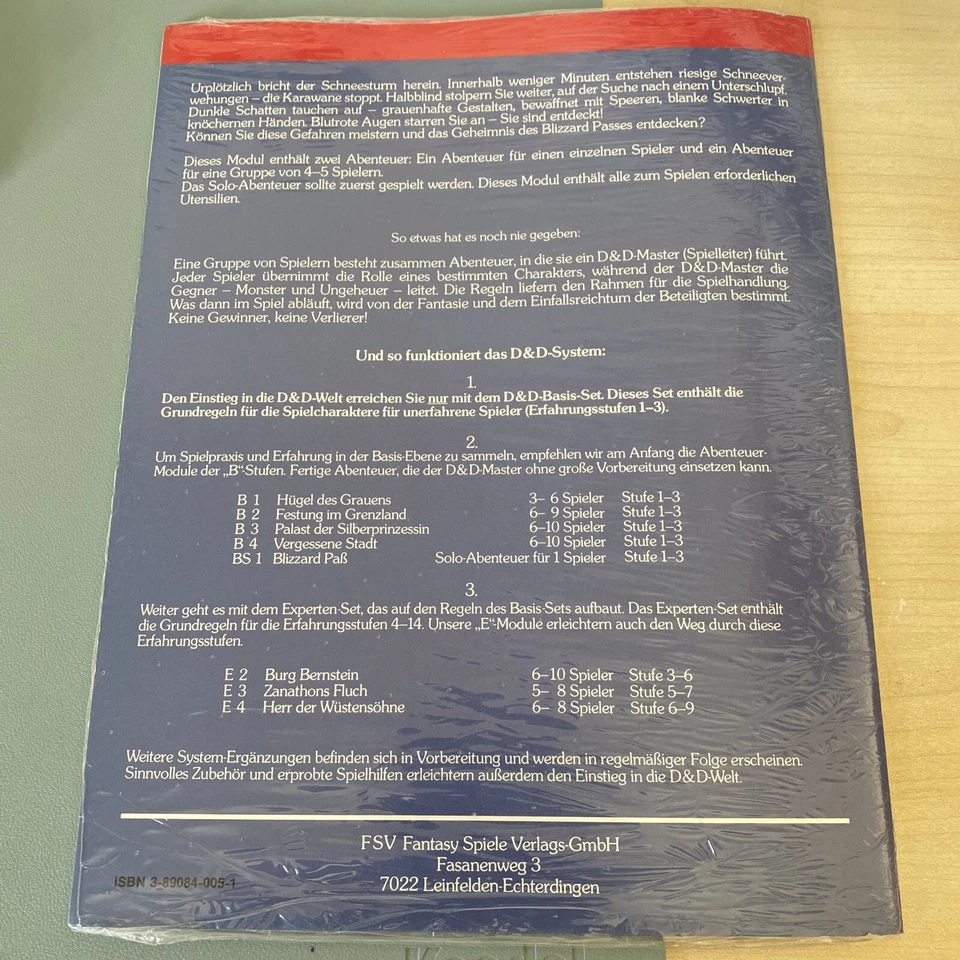 Urplötzlich bricht der Schneesturm herein. Innerhalb weniger Minuten entstehen riesige Schneever-
wehungen – die Karawane stoppt. Halbblind stolpern Sie weiter, auf der Suche nach einem Unterschlupf.
Dunkle Schatten tauchen auf – grauenhafte Gestalten, bewaffnet mit Speeren, blanke Schwerter in
knöchernen Händen. Blutrote Augen starren Sie an – Sie sind entdeckt!
Können Sie diese Gefahren meistern und das Geheimnis des Blizzard Passes entdecken?
Dieses Modul enthält zwei Abenteuer: Ein Abenteuer für einen einzelnen Spieler und ein Abenteuer
für eine Gruppe von 4–5 Spielern.
Das Solo-Abenteuer sollte zuerst gespielt werden. Dieses Modul enthält alle zum Spielen erforderlichen
Utensilien.
So etwas hat es noch nie gegeben:
Eine Gruppe von Spielern besteht zusammen Abenteuer, in die sie ein D&D-Master (Spielleiter) führt.
Jeder Spieler übernimmt die Rolle eines bestimmten Charakters, während der D&D-Master die
Gegner – Monster und Ungeheuer – leitet. Die Regeln liefern den Rahmen für die Spielhandlung.
Was dann im Spiel abläuft, wird von der Fantasie und dem Einfallsreichtum der Beteiligten bestimmt.
Keine Gewinner, keine Verlierer!
Und so funktioniert das D&D-System:
1.
Den Einstieg in die D&D-Welt erreichen Sie nur mit dem D&D-Basis-Set. Dieses Set enthält die
Grundregeln für die Spielcharaktere für unerfahrene Spieler (Erfahrungsstufen 1–3).
2.
Um Spielpraxis und Erfahrung in der Basis-Ebene zu sammeln, empfehlen wir am Anfang die Abenteuer-
Module der „B“-Stufen. Fertige Abenteuer, die der D&D-Master ohne große Vorbereitung einsetzen kann.
B 1 Hügel des Grauens 3– 6 Spieler Stufe 1–3
B 2 Festung im Grenzland 6– 9 Spieler Stufe 1–3
B 3 Palast der Silberprinzessin 6–10 Spieler Stufe 1–3
B 4 Vergessene Stadt 6–10 Spieler Stufe 1–3
BS 1 Blizzard Paß Solo-Abenteuer für 1 Spieler Stufe 1–3
3.
Weiter geht es mit dem Experten-Set, das auf den Regeln des Basis-Sets aufbaut. Das Experten-Set enthält
die Grundregeln für die Erfahrungsstufen 4–14. Unsere „E“-Module erleichtern auch den Weg durch diese
Erfahrungsstufen.
E 2 Burg Bernstein 6–10 Spieler Stufe 3–6
E 3 Zanathons Fluch 5– 8 Spieler Stufe 5–7
E 4 Herr der Wüstensöhne 6– 8 Spieler Stufe 6–9
Weitere System-Ergänzungen befinden sich in Vorbereitung und werden in regelmäßiger Folge erscheinen.
Sinnvolles Zubehör und erprobte Spielhilfen erleichtern außerdem den Einstieg in die D&D-Welt.
FSV Fantasy Spiele Verlags-GmbH
Fasanenweg 3
7022 Leinfelden-Echterdingen
ISBN 3-89084-005-1